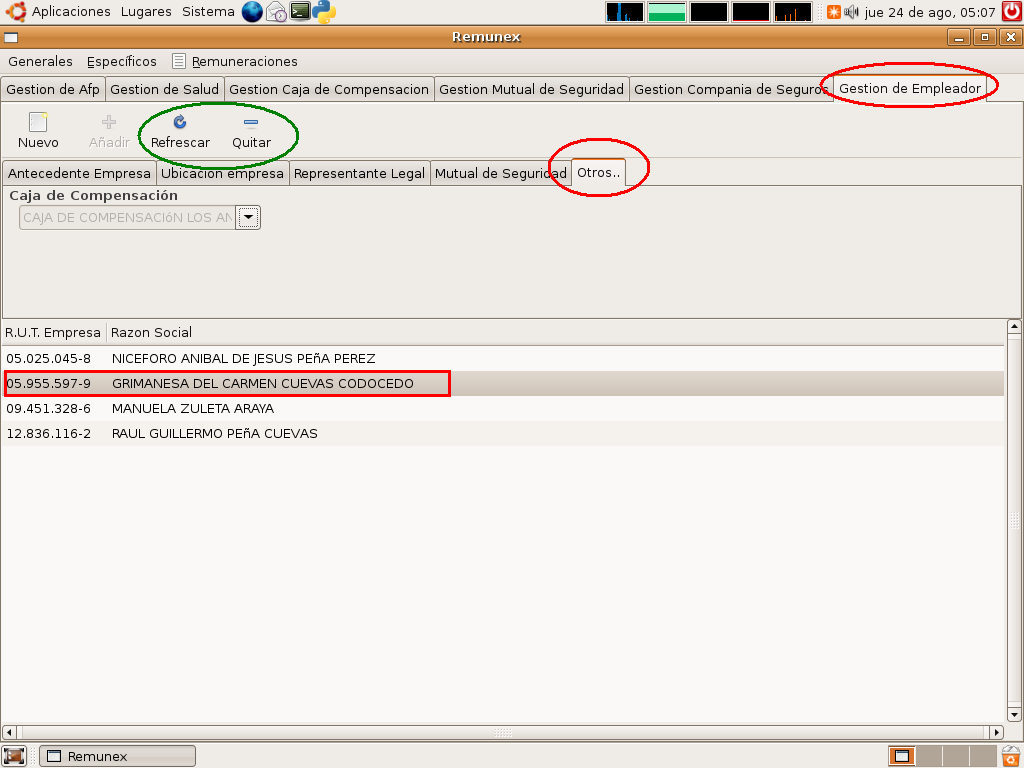 Aplicaciones Lugares Sistema jue 24 de ago, 05:07
Remunex
Generales Específicos Remuneraciones
Gestion de Afp Gestion de Salud Gestion Caja de Compensacion Gestion Mutual de Seguridad Gestion Compania de Seguros Gestion de Empleador
Nuevo Añadir Refrescar Quitar
Antecedente Empresa Ubicacion empresa Representante Legal Mutual de Seguridad Otros..
Caja de Compensación
CAJA DE COMPENSACIóN LOS AN
R.U.T. Empresa Razon Social
05.025.045-8 NICEFORO ANIBAL DE JESUS PEñA PEREZ
05.955.597-9 GRIMANESA DEL CARMEN CUEVAS CODOCEDO
09.451.328-6 MANUELA ZULETA ARAYA
12.836.116-2 RAUL GUILLERMO PEñA CUEVAS
Remunex